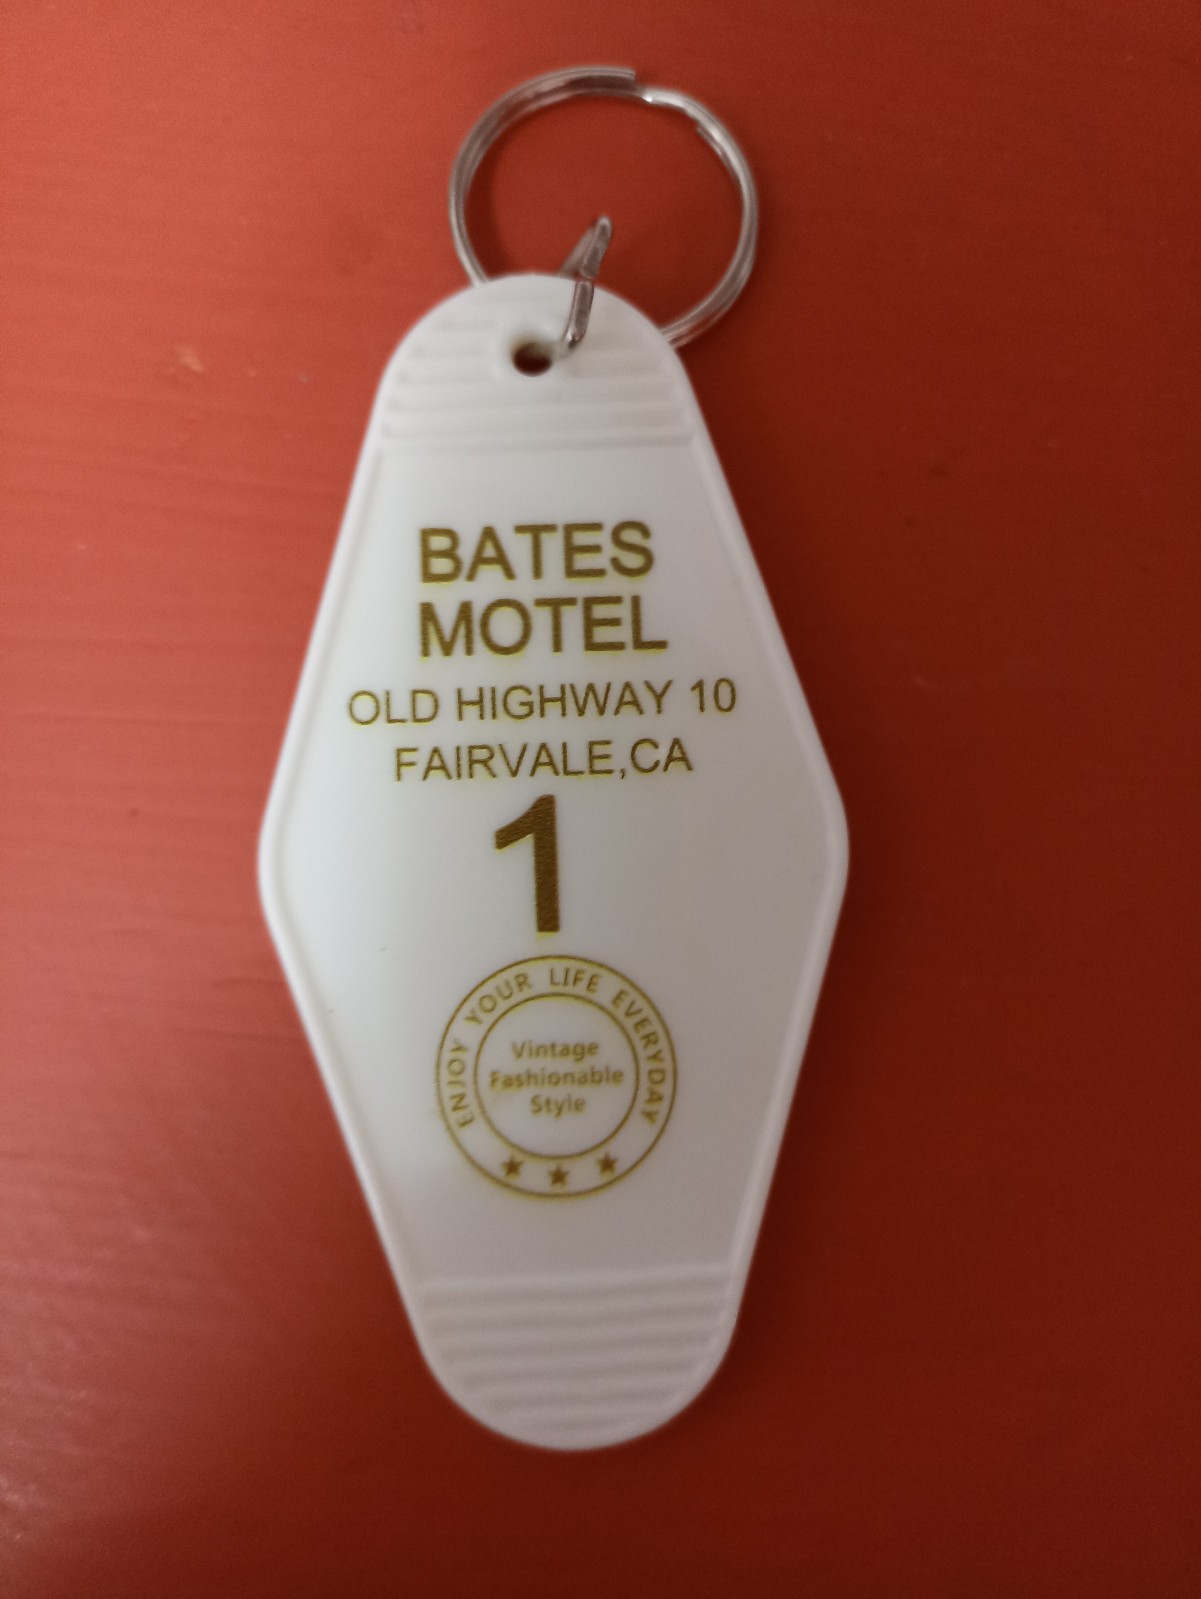 BATES
MOTEL
OLD HIGHWAY 10
FAIRVALE,CA
1
ENJOY YOUR LIFE EVERYDAY
Vintage
Fashionable
Style